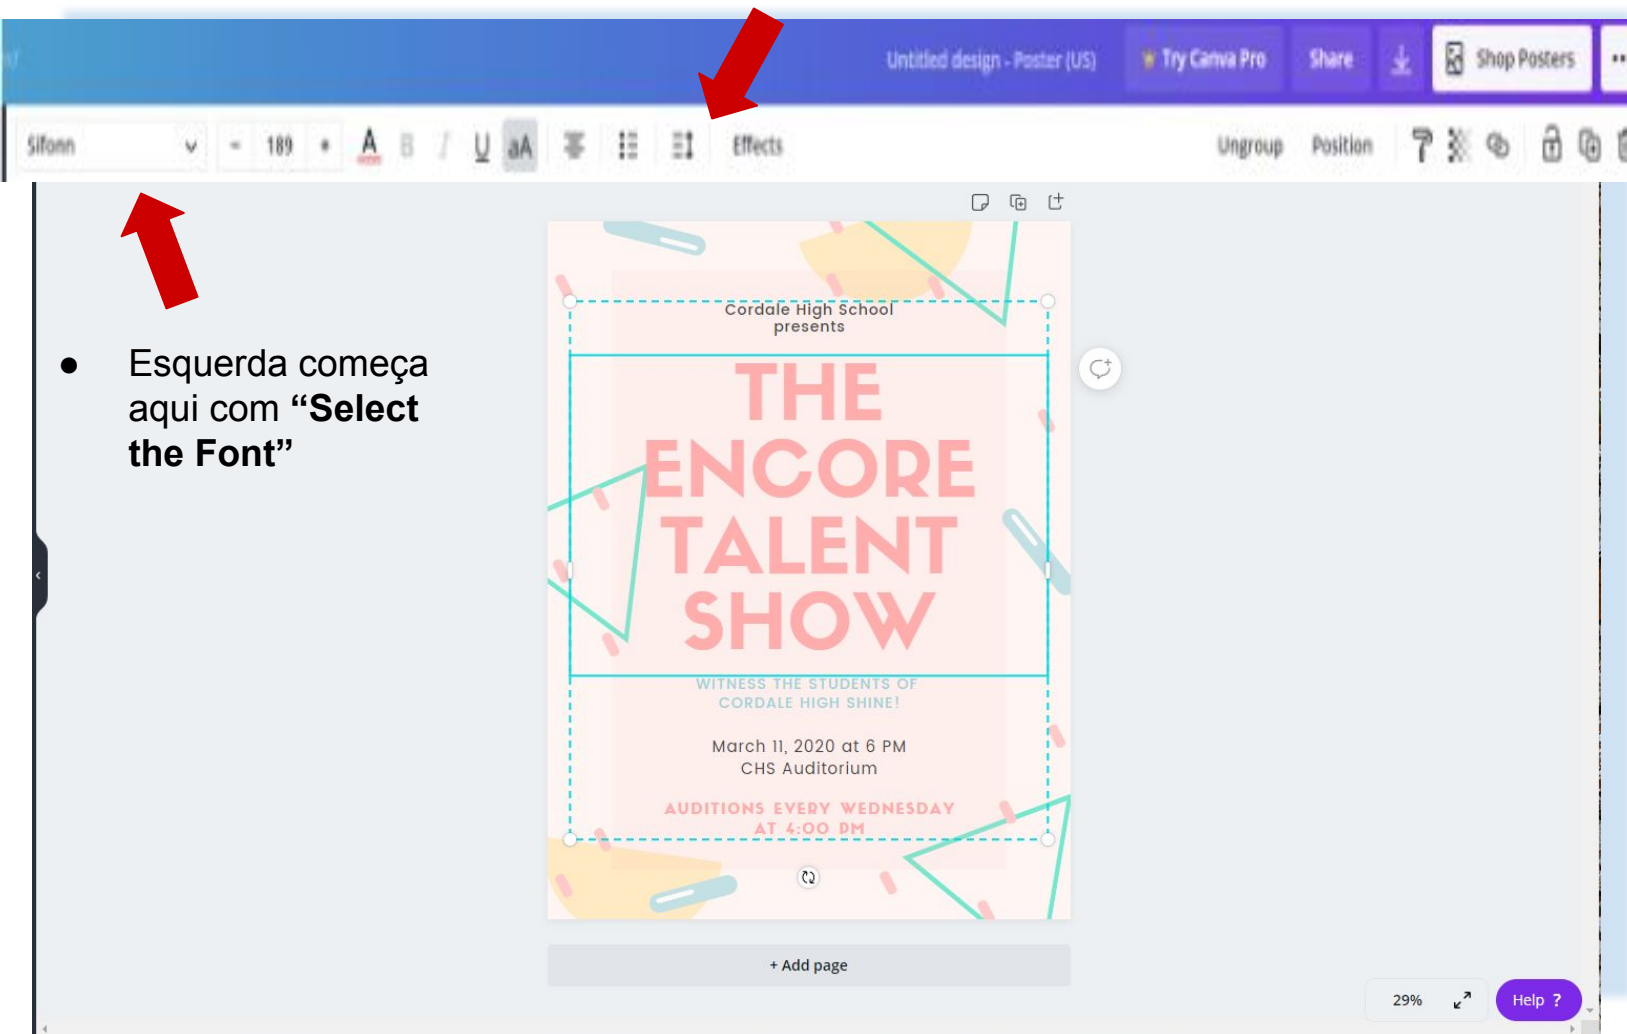 Untitled design - Poster (US)
Try Canva Pro
Share
Shop Posters
Sifonn
189
A B I U aA
Effects
Ungroup
Position
● Esquerda começa
aqui com “Select
the Font”
Cordale High School
presents
THE
ENCORE
TALENT
SHOW
WITNESS THE STUDENTS OF
CORDALE HIGH SHINE!
March 11, 2020 at 6 PM
CHS Auditorium
AUDITIONS EVERY WEDNESDAY
AT 4:00 PM
+ Add page
29%
Help ?